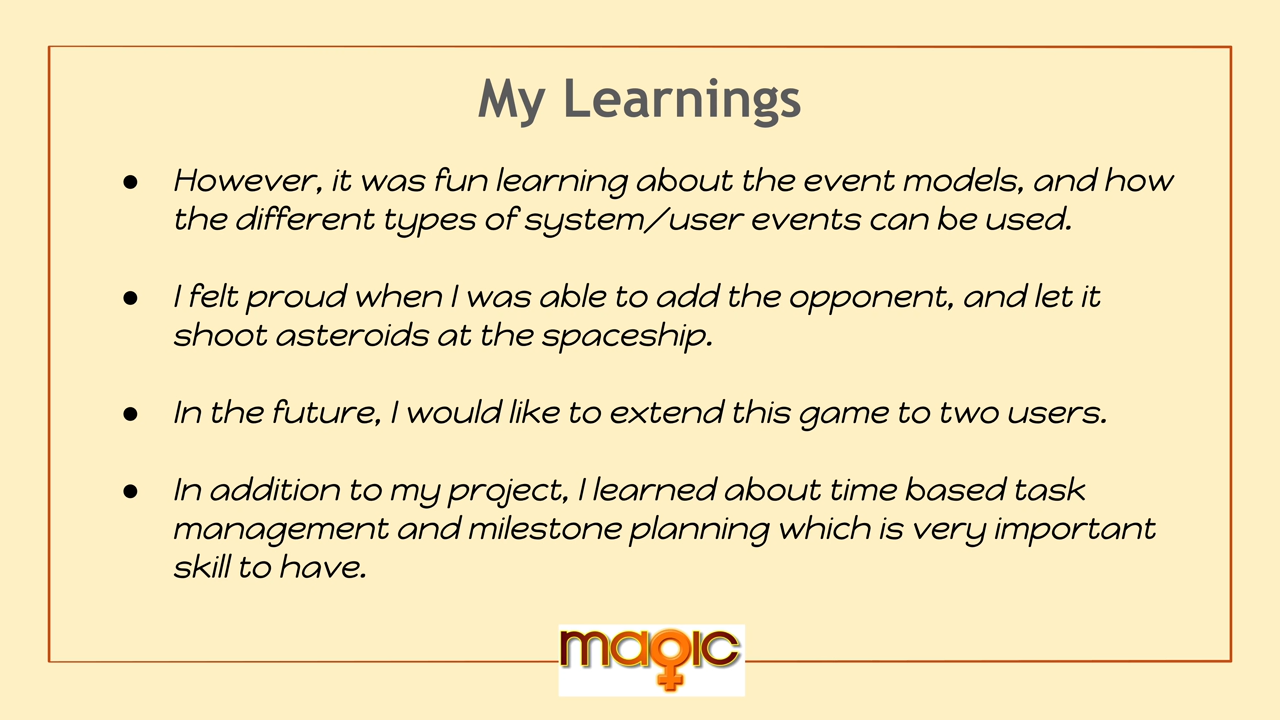 My Learnings
● However, it was fun learning about the event models, and how
the different types of system/user events can be used.
● I felt proud when I was able to add the opponent, and let it
shoot asteroids at the spaceship.
● In the future, I would like to extend this game to two users.
● In addition to my project, I learned about time based task
management and milestone planning which is very important
skill to have.
magic